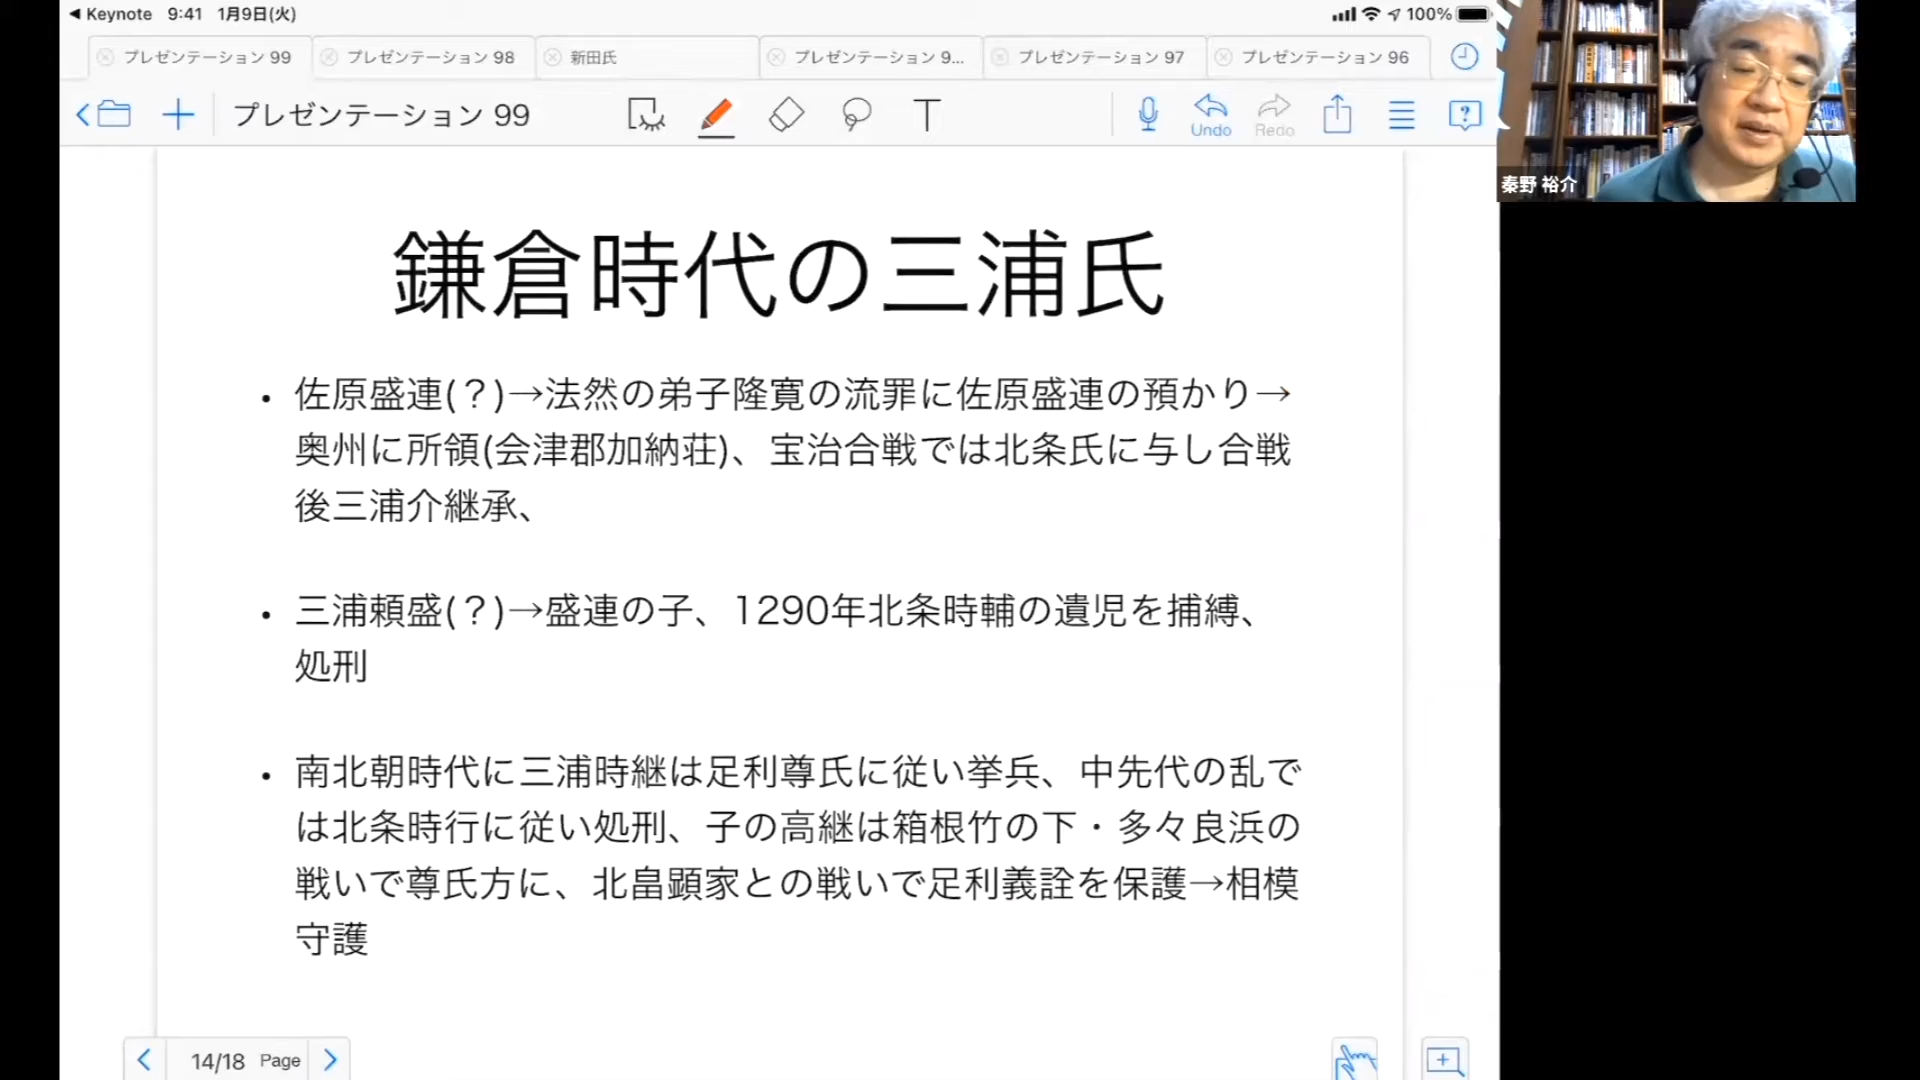 ◀ Keynote 9:41 1月9日(火)
100%
プレゼンテーション 99
プレゼンテーション 98
新田氏
プレゼンテーション 9...
プレゼンテーション 97
プレゼンテーション 96
プレゼンテーション 99
T
Undo
Redo
?
秦野 裕介
鎌倉時代の三浦氏
• 佐原盛連(？)→法然の弟子隆寛の流罪に佐原盛連の預かり→
奥州に所領(会津郡加納荘)、宝治合戦では北条氏に与し合戦
後三浦介継承、
• 三浦頼盛(？)→盛連の子、1290年北条時輔の遺児を捕縛、
処刑
• 南北朝時代に三浦時継は足利尊氏に従い挙兵、中先代の乱で
は北条時行に従い処刑、子の高継は箱根竹の下・多々良浜の
戦いで尊氏方に、北畠顕家との戦いで足利義詮を保護→相模
守護
14/18 Page